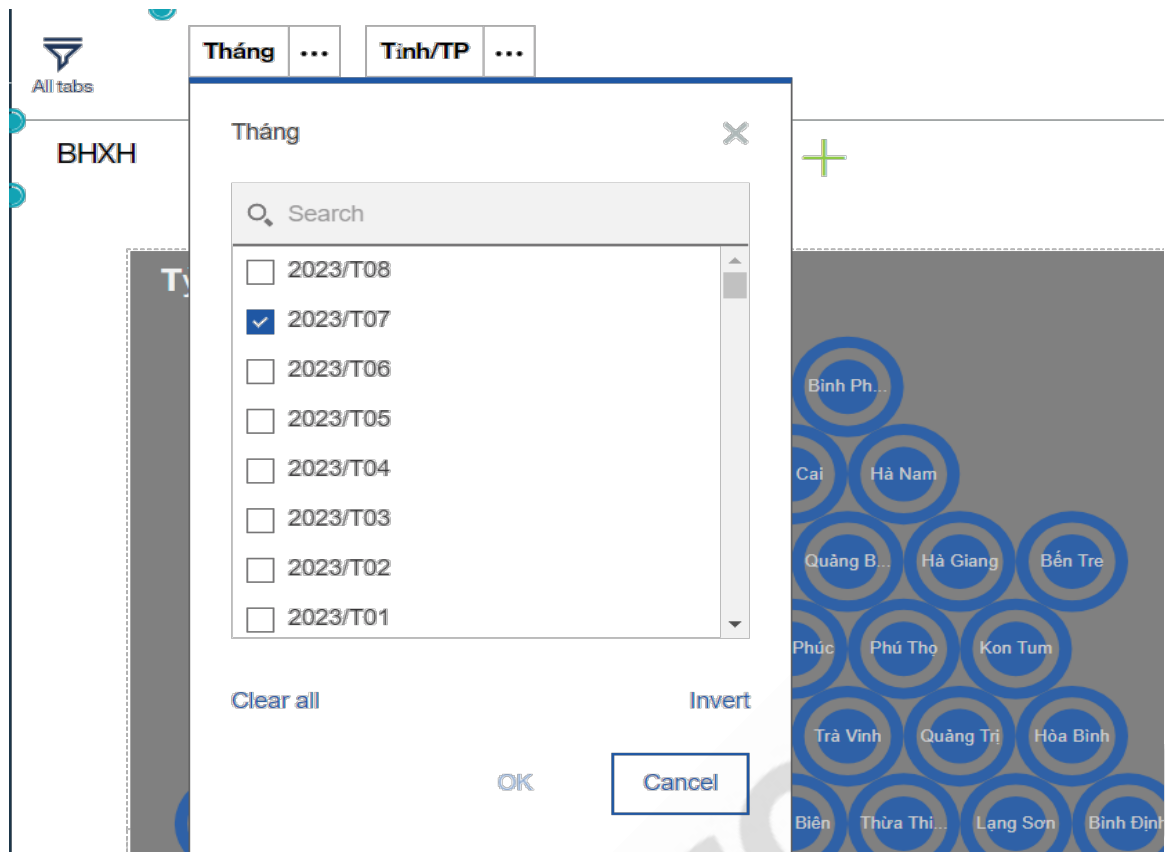 Tháng ... Tỉnh/TP ...
All tabs
Tháng
BHXH
Search
2023/T08
2023/T07
2023/T06
2023/T05
2023/T04
2023/T03
2023/T02
2023/T01
Clear all Invert
OK Cancel
Bình Ph...
Cai Hà Nam
Quảng B... Hà Giang Bến Tre
Phúc Phú Thọ Kon Tum
Trà Vinh Quảng Trị Hòa Bình
Biên Thừa Thi... Lạng Sơn Bình Định